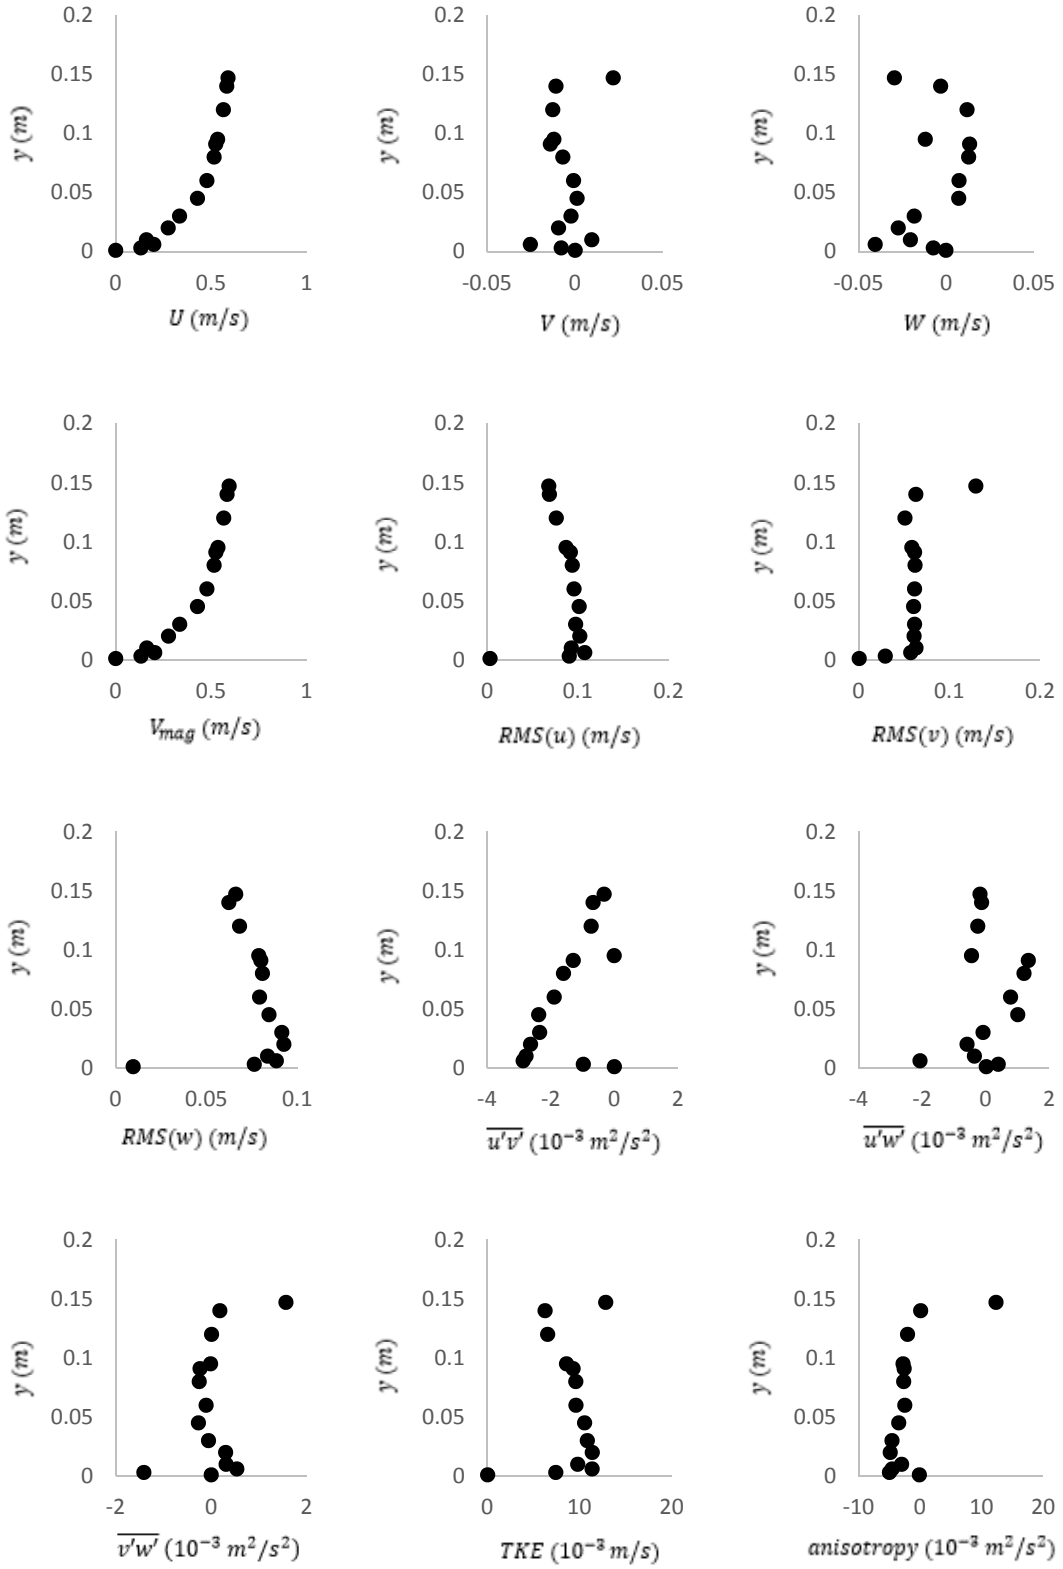 0.2 0.2 0.2
0.15 0.15 0.15
y (m) 0.1 y (m) 0.1 y (m) 0.1
0.05 0.05 0.05
0 0 0
0 0.5 1 -0.05 0 0.05 -0.05 0 0.05
U (m/s) V (m/s) W (m/s)
0.2 0.2 0.2
0.15 0.15 0.15
y (m) 0.1 y (m) 0.1 y (m) 0.1
0.05 0.05 0.05
0 0 0
0 0.5 1 0 0.1 0.2 0 0.1 0.2
V_mag (m/s) RMS(u) (m/s) RMS(v) (m/s)
0.2 0.2 0.2
0.15 0.15 0.15
y (m) 0.1 y (m) 0.1 y (m) 0.1
0.05 0.05 0.05
0 0 0
0 0.05 0.1 -4 -2 0 2 -4 -2 0 2
RMS(w) (m/s) u'v' (10⁻³ m²/s²) u'w' (10⁻³ m²/s²)
0.2 0.2 0.2
0.15 0.15 0.15
y (m) 0.1 y (m) 0.1 y (m) 0.1
0.05 0.05 0.05
0 0 0
-2 0 2 0 10 20 -10 0 10 20
v'w' (10⁻³ m²/s²) TKE (10⁻³ m/s) anisotropy (10⁻³ m²/s²)